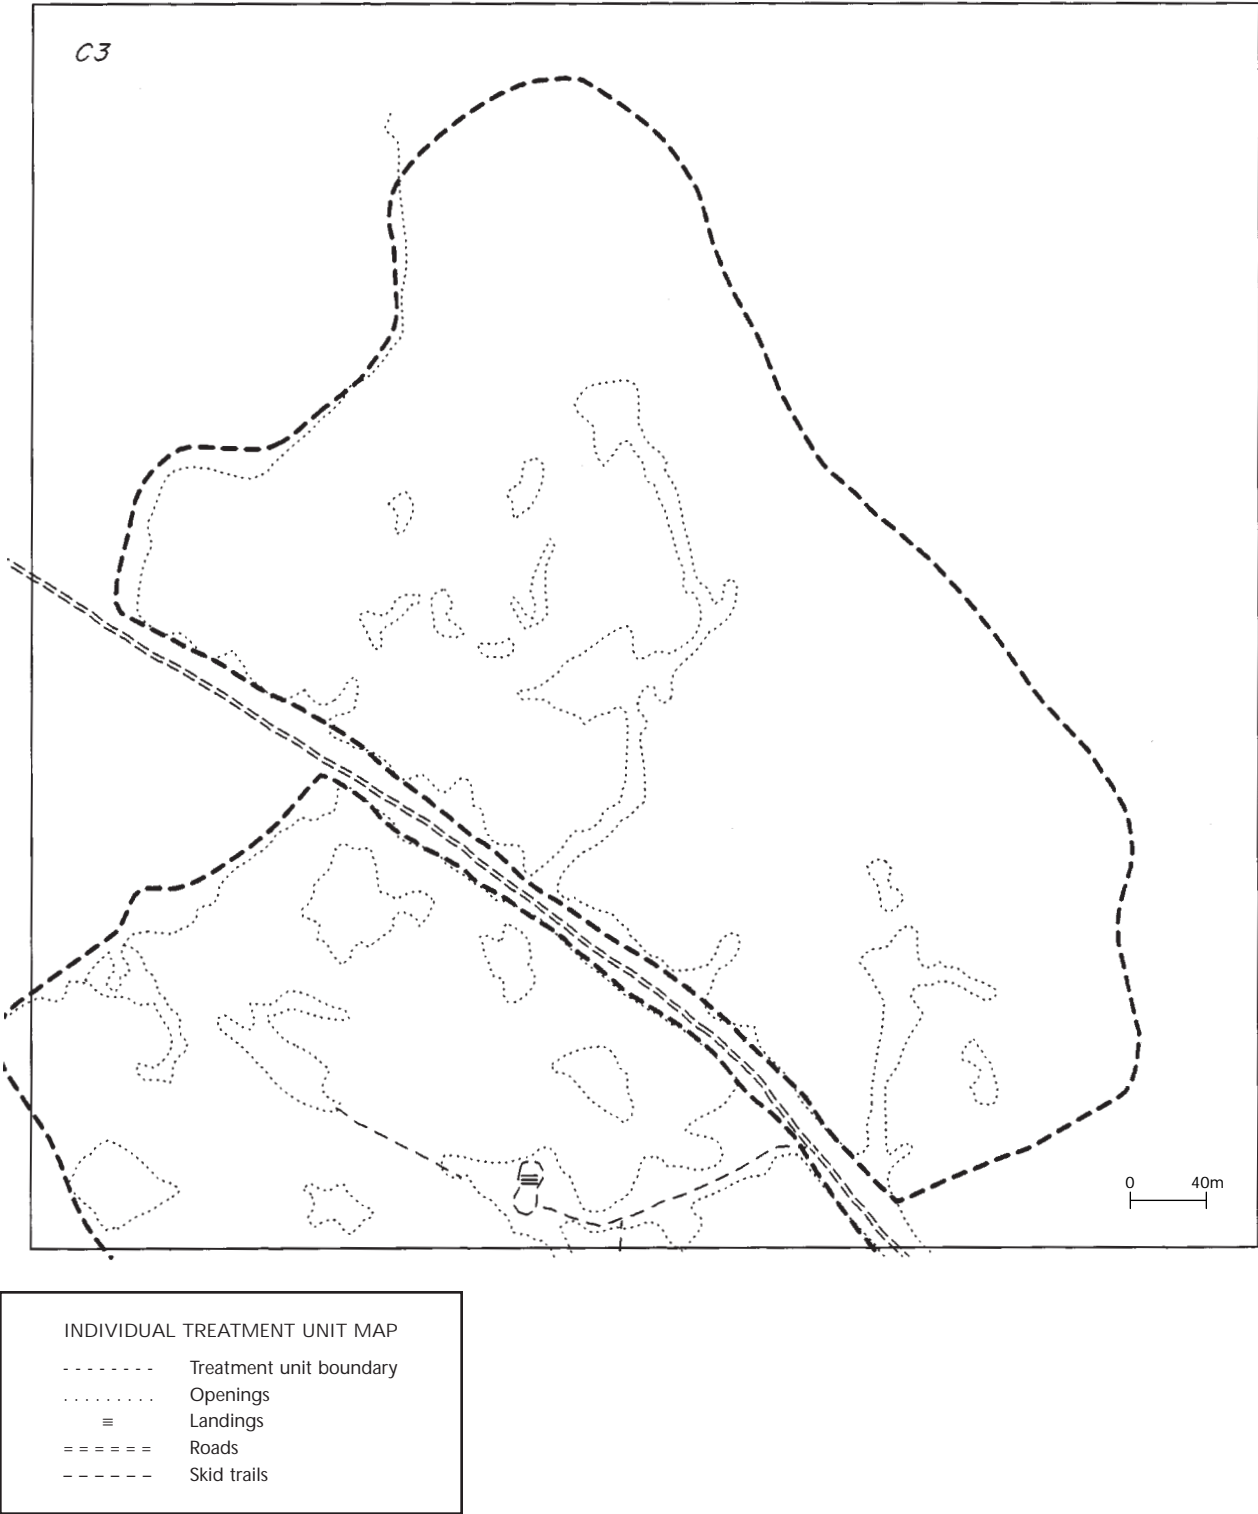 C3
0 40m
INDIVIDUAL TREATMENT UNIT MAP
Treatment unit boundary
Openings
Landings
Roads
Skid trails